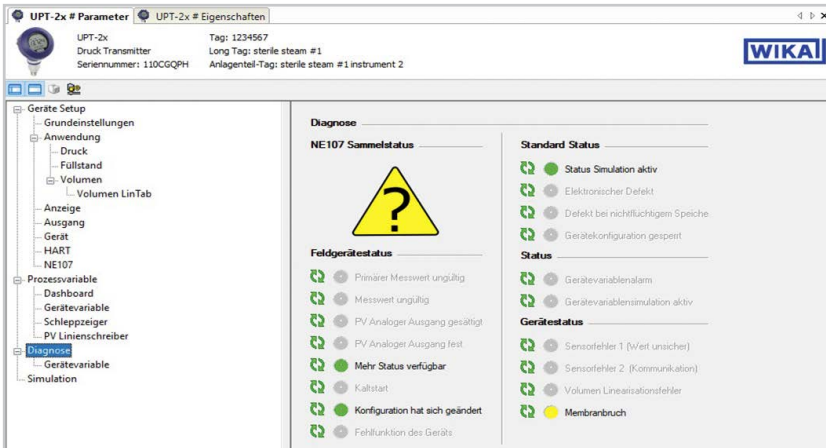 UPT-2x # Parameter
UPT-2x # Eigenschaften
UPT-2x
Tag: 1234567
Druck Transmitter
Long Tag: sterile steam #1
Seriennummer: 110CGQPH
Anlagenteil-Tag: sterile steam #1 instrument 2
WIKAI
Geräte Setup
Grundeinstellungen
Anwendung
Druck
Füllstand
Volumen
Volumen LinTab
Anzeige
Ausgang
Gerät
HART
NE107
Prozessvariable
Dashboard
Gerätevariable
Schleppzeiger
PV Linienschreiber
Diagnose
Gerätevariable
Simulation
Diagnose
NE107 Sammelstatus
?
Feldgerätestatus
Primärer Messwert ungültig
Messwert ungültig
PV Analoger Ausgang gesättigt
PV Analoger Ausgang fest
Mehr Status verfügbar
Kaltstart
Konfiguration hat sich geändert
Fehlfunktion des Geräts
Standard Status
Status Simulation aktiv
Elektronischer Defekt
Defekt bei nichtflüchtigem Speiche
Gerätekonfiguration gesperrt
Status
Gerätevariablenalarm
Gerätevariablensimulation aktiv
Gerätestatus
Sensorfehler 1 (Wert unsicher)
Sensorfehler 2 (Kommunikation)
Volumen Linearisationsfehler
Membranbruch